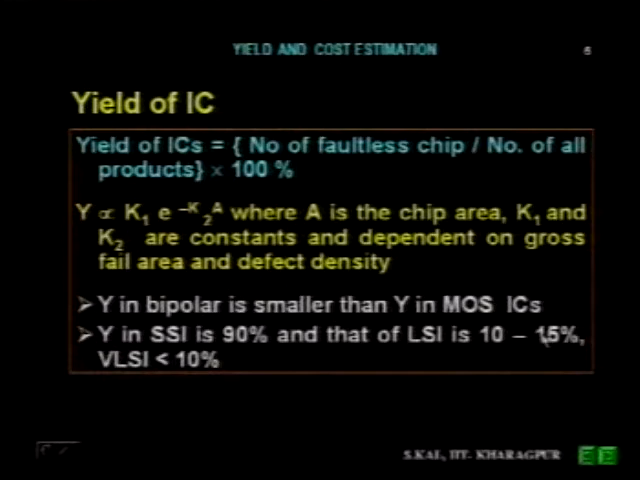 YIELD AND COST ESTIMATION 6
Yield of IC
Yield of ICs = { No of faultless chip / No. of all
products} × 100 %
Y ∝ K₁ e ⁻ᴷ₂ᴬ where A is the chip area, K₁ and
K₂ are constants and dependent on gross
fail area and defect density
➢ Y in bipolar is smaller than Y in MOS ICs
➢ Y in SSI is 90% and that of LSI is 10 – 15%,
VLSI < 10%
S.KAL, IIT- KHARAGPUR